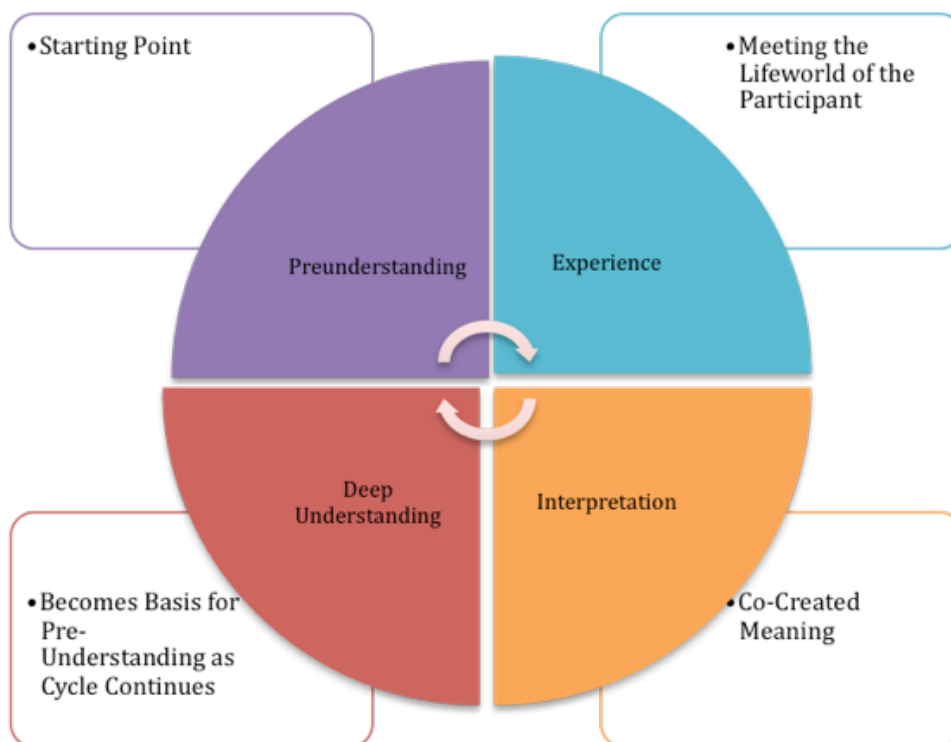 •Starting Point
•Meeting the
Lifeworld of the
Participant
Preunderstanding
Experience
Deep
Understanding
Interpretation
•Becomes Basis for
Pre-
Understanding as
Cycle Continues
•Co-Created
Meaning